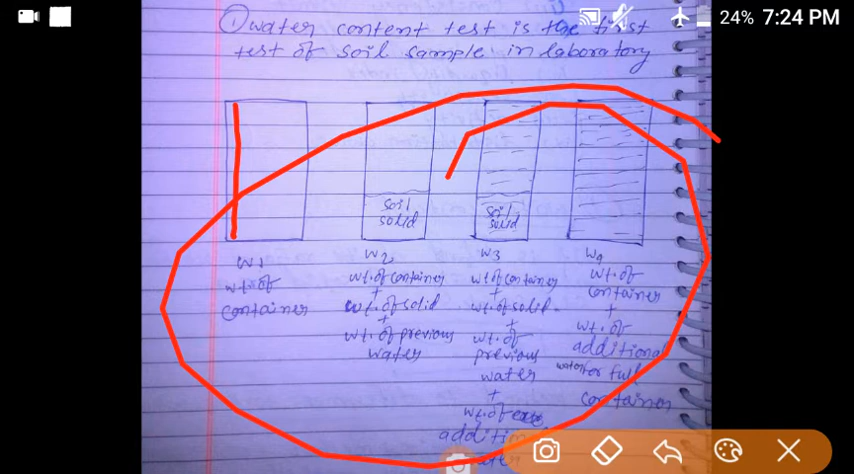 24% 7:24 PM
① water content test is the first
test of soil sample in laboratory
soil
solid
soil
solid
W1
wt. of
container
W2
wt. of container
+
wt. of solid
+
wt. of previous
water
W3
wt. of container
+
wt. of solid.
+
wt. of
previous
water
+
wt. of
additi
W4
wt. of
container
+
wt. of
additional
water for full
container